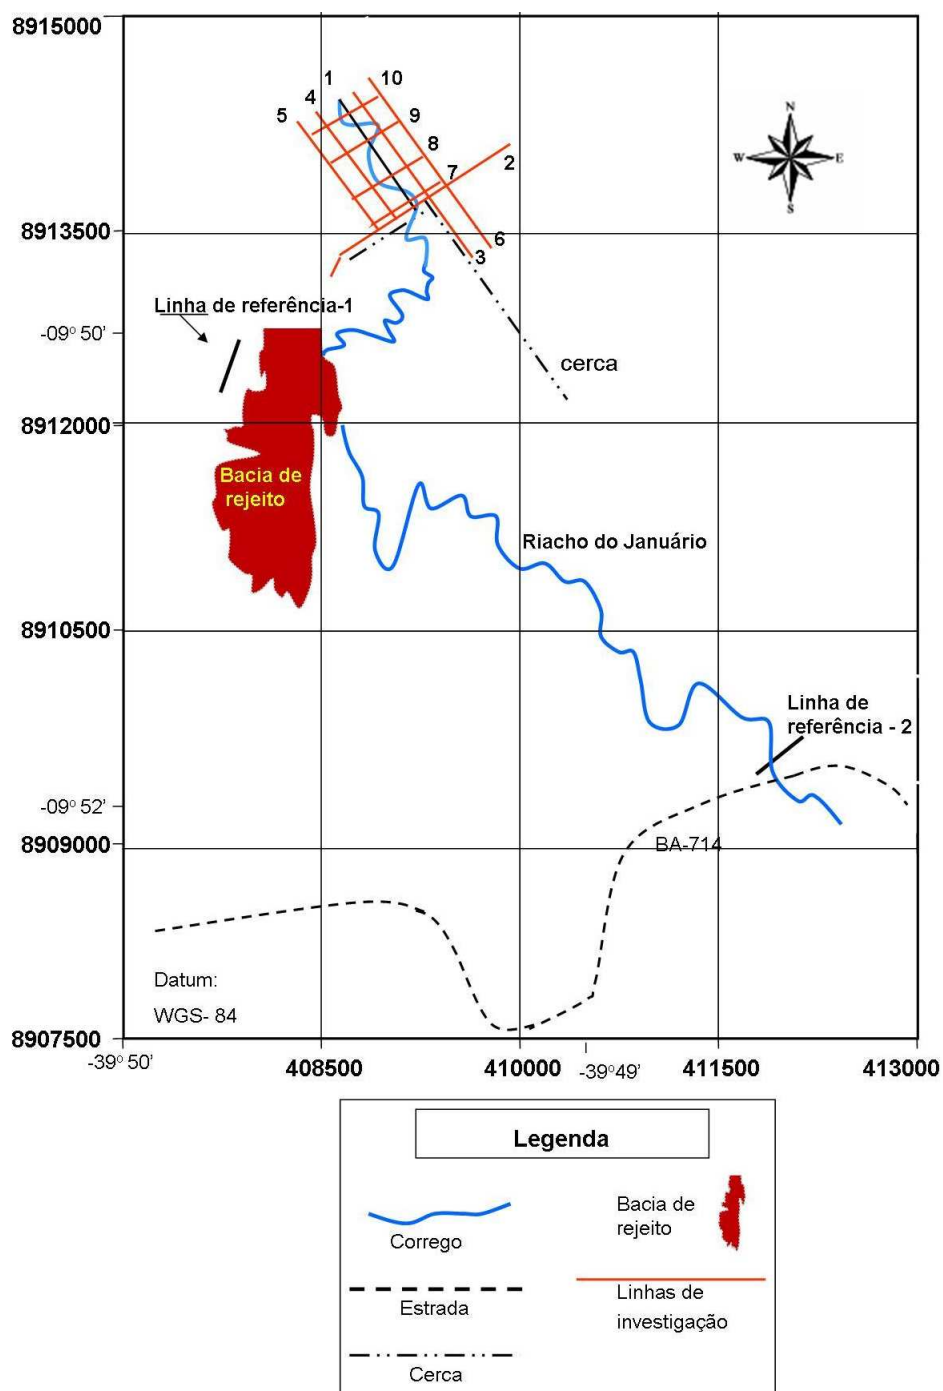 8915000
1
10
4
5
9
N
8
7
2
W
E
S
8913500
6
3
Linha de referência-1
-09° 50’
cerca
8912000
Bacia de
rejeito
Riacho do Januário
8910500
Linha de
referência - 2
-09° 52’
8909000
BA-714
Datum:
WGS- 84
8907500
-39° 50’
408500
410000
-39°49’
411500
413000
Legenda
Corrego
Bacia de
rejeito
Estrada
Linhas de
investigação
Cerca